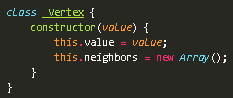 class _Vertex {
    constructor(value) {
        this.value = value;
        this.neighbors = new Array();
    }
}